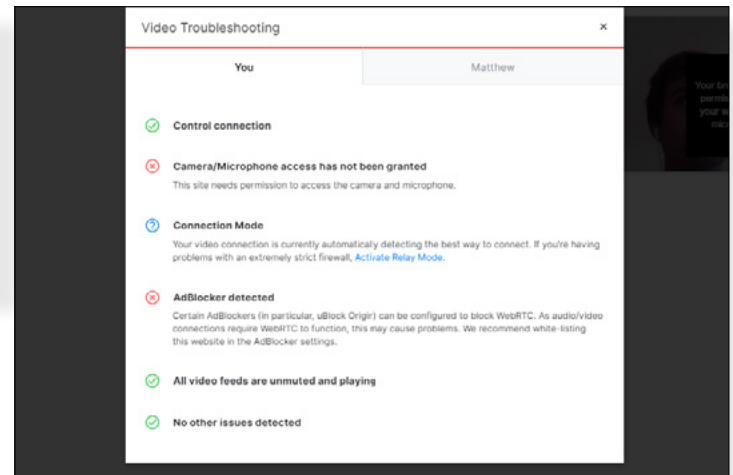 Video Troubleshooting ×
You Matthew
Control connection
Camera/Microphone access has not been granted
This site needs permission to access the camera and microphone.
Connection Mode
Your video connection is currently automatically detecting the best way to connect. If you're having
problems with an extremely strict firewall, Activate Relay Mode.
AdBlocker detected
Certain AdBlockers (in particular, uBlock Origir) can be configured to block WebRTC. As audio/video
connections require WebRTC to function, this may cause problems. We recommend white-listing
this website in the AdBlocker settings.
All video feeds are unmuted and playing
No other issues detected
Your
your